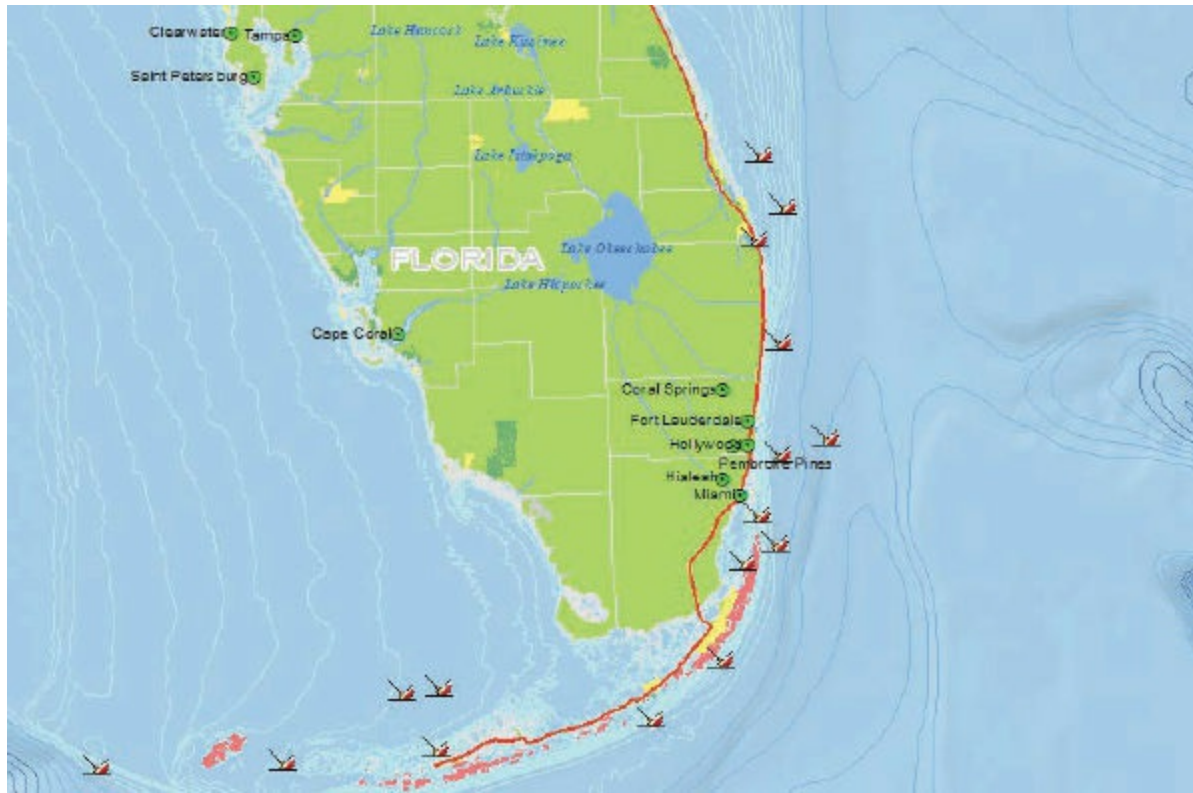 Clearwater
Tampa
Lake Hancock
Lake Kissimmee
Saint Petersburg
Lake Arbuckle
Lake Istokpoga
FLORIDA
Lake Okeechobee
Lake Hicpochee
Cape Coral
Coral Springs
Fort Lauderdale
Hollywood
Pembroke Pines
Hialeah
Miami